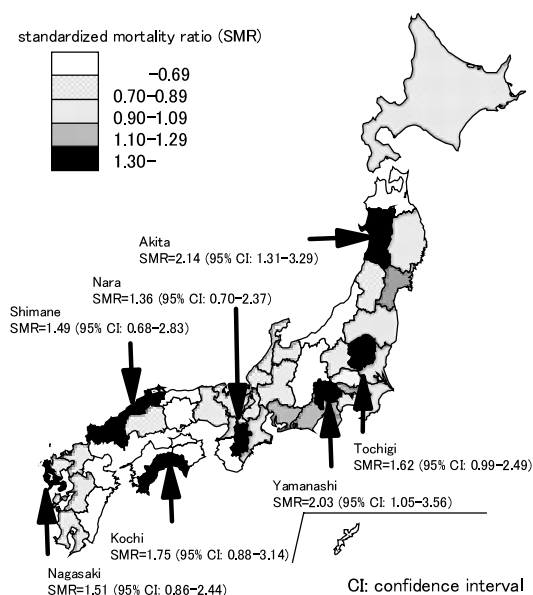 standardized mortality ratio (SMR)
-0.69
0.70-0.89
0.90-1.09
1.10-1.29
1.30-
Akita
SMR=2.14 (95% CI: 1.31-3.29)
Nara
SMR=1.36 (95% CI: 0.70-2.37)
Shimane
SMR=1.49 (95% CI: 0.68-2.83)
Tochigi
SMR=1.62 (95% CI: 0.99-2.49)
Yamanashi
SMR=2.03 (95% CI: 1.05-3.56)
Kochi
SMR=1.75 (95% CI: 0.88-3.14)
Nagasaki
SMR=1.51 (95% CI: 0.86-2.44)
CI: confidence interval